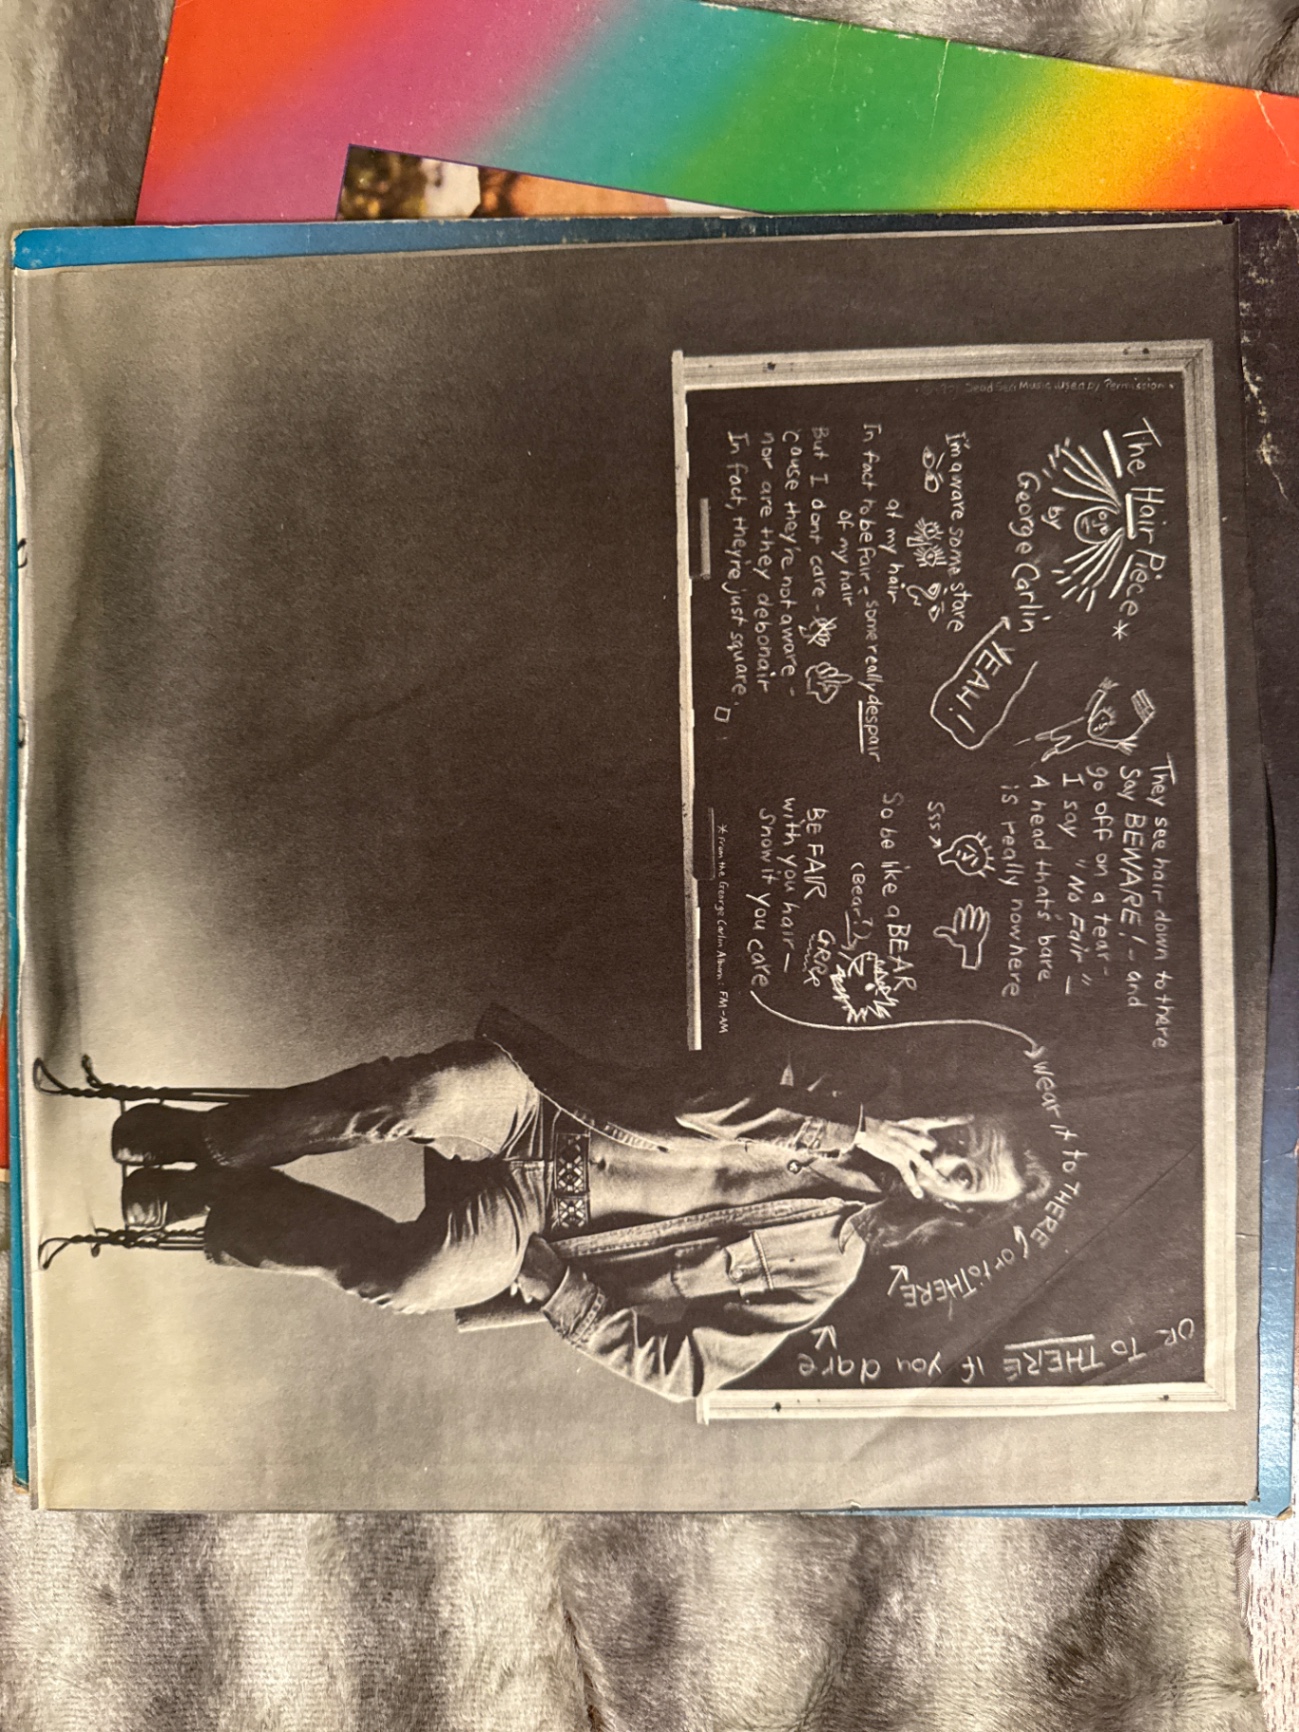 Dead Sea Music Used by Permission
The Hair Piece*
by
George Carlin
YEAH!
I'm aware some stare
at my hair
In fact to be fair - some really despair
of my hair
But I dont care -
'cause they're not aware -
nor are they debonair
In fact, they're just square.
They see hair down to there
Say BEWARE! - and
go off on a tear -
I say "No Fair" -
A head that's bare
is really nowhere
Sss
So be like a BEAR
(Bear?)
GRRR
BE FAIR
with you hair -
Show it you care
wear it to THERE
(or to THERE
OR TO THERE IF you dare
* From the George Carlin Album: FM-AM